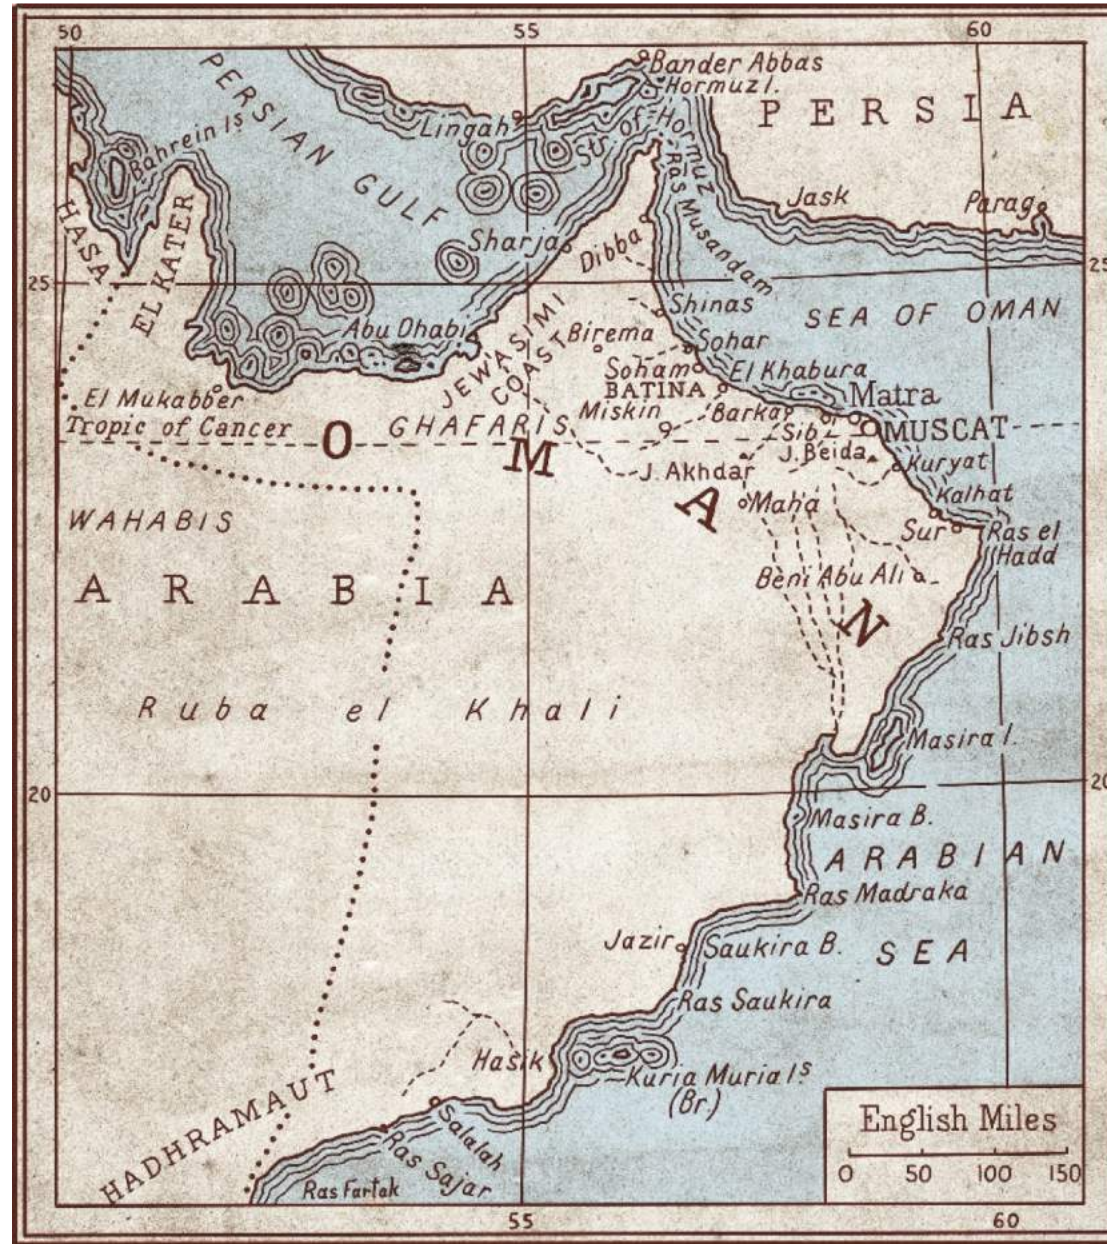 50
55
60
PERSIAN GULF
Bander Abbas
Hormuz I.
PERSIA
Lingah
Str. of Hormuz
Bahrein Is
Ras Musandam
Jask
Parag
HASA
EL KATER
Sharja
Dibba
25
25
Shinas
SEA OF OMAN
Abu Dhabi
JEWASIMI
COAST
Birema
Sohar
Soham
El Khabura
BATINA
El Mukabber
Miskin
Barka
Matra
Tropic of Cancer
GHAFARIS
Sib
MUSCAT
OMAN
J. Akhdar
J. Beida
Kuryat
Kalhat
WAHABIS
Maha
Sur
Ras el
Hadd
ARABIA
Beni Abu Ali
Ras Jibsh
Ruba el Khali
Masira I.
20
20
Masira B.
ARABIAN
SEA
Ras Madraka
Jazir
Saukira B.
Ras Saukira
Hasik
Kuria Muria Is
(Br.)
HADHRAMAUT
Salalah
Ras Sajar
Ras Fartak
English Miles
0 50 100 150
55
60